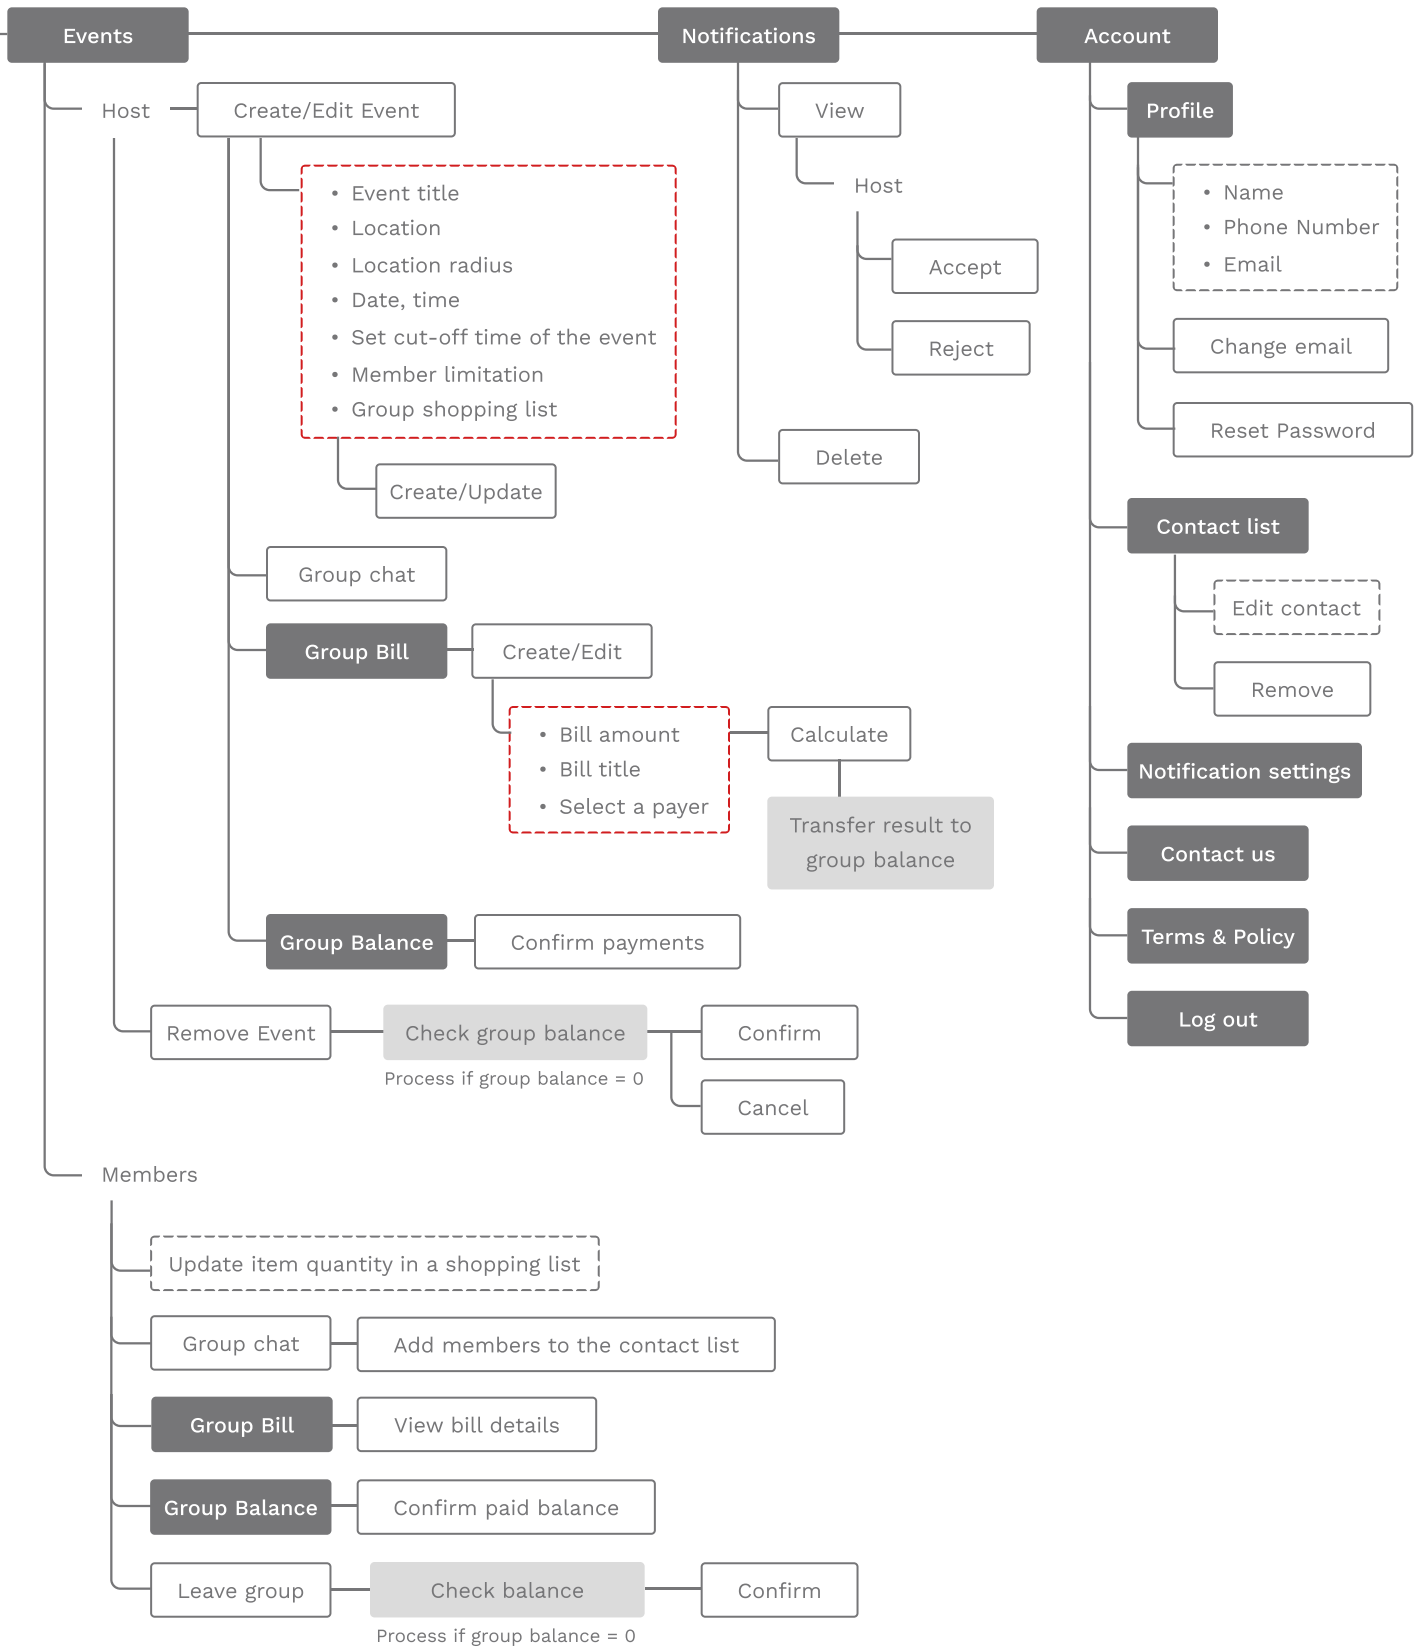 Events
Host
Create/Edit Event
• Event title
• Location
• Location radius
• Date, time
• Set cut-off time of the event
• Member limitation
• Group shopping list
Create/Update
Group chat
Group Bill
Create/Edit
• Bill amount
• Bill title
• Select a payer
Calculate
Transfer result to
group balance
Group Balance
Confirm payments
Remove Event
Check group balance
Process if group balance = 0
Confirm
Cancel
Members
Update item quantity in a shopping list
Group chat
Add members to the contact list
Group Bill
View bill details
Group Balance
Confirm paid balance
Leave group
Check balance
Process if group balance = 0
Confirm
Notifications
View
Host
Accept
Reject
Delete
Account
Profile
• Name
• Phone Number
• Email
Change email
Reset Password
Contact list
Edit contact
Remove
Notification settings
Contact us
Terms & Policy
Log out